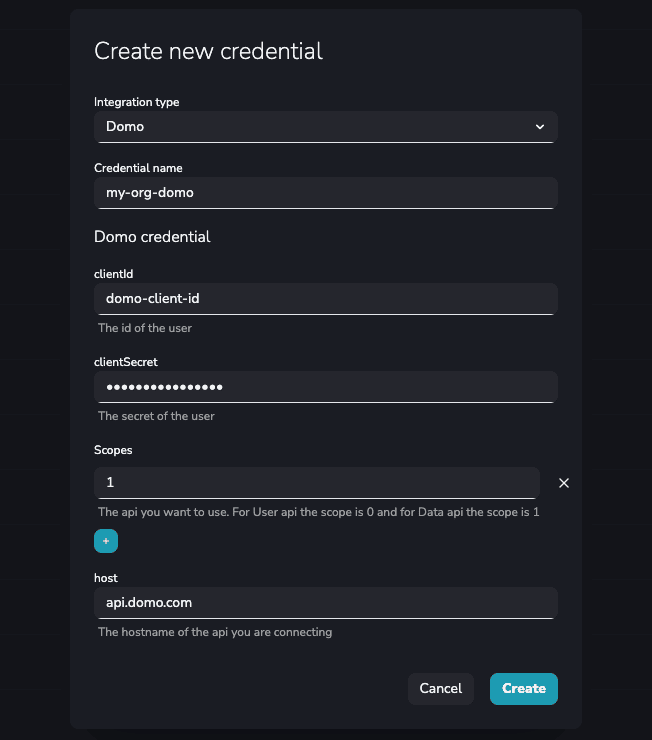 Create new credential
Integration type
Domo
Credential name
my-org-domo
Domo credential
clientId
domo-client-id
The id of the user
clientSecret
••••••••••••••••
The secret of the user
Scopes
1
The api you want to use. For User api the scope is 0 and for Data api the scope is 1
+
host
api.domo.com
The hostname of the api you are connecting
Cancel
Create